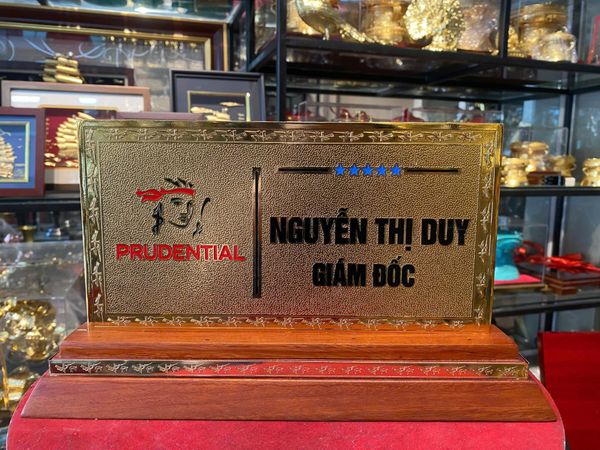 PRUDENTIAL
NGUYỄN THỊ DUY
GIÁM ĐỐC